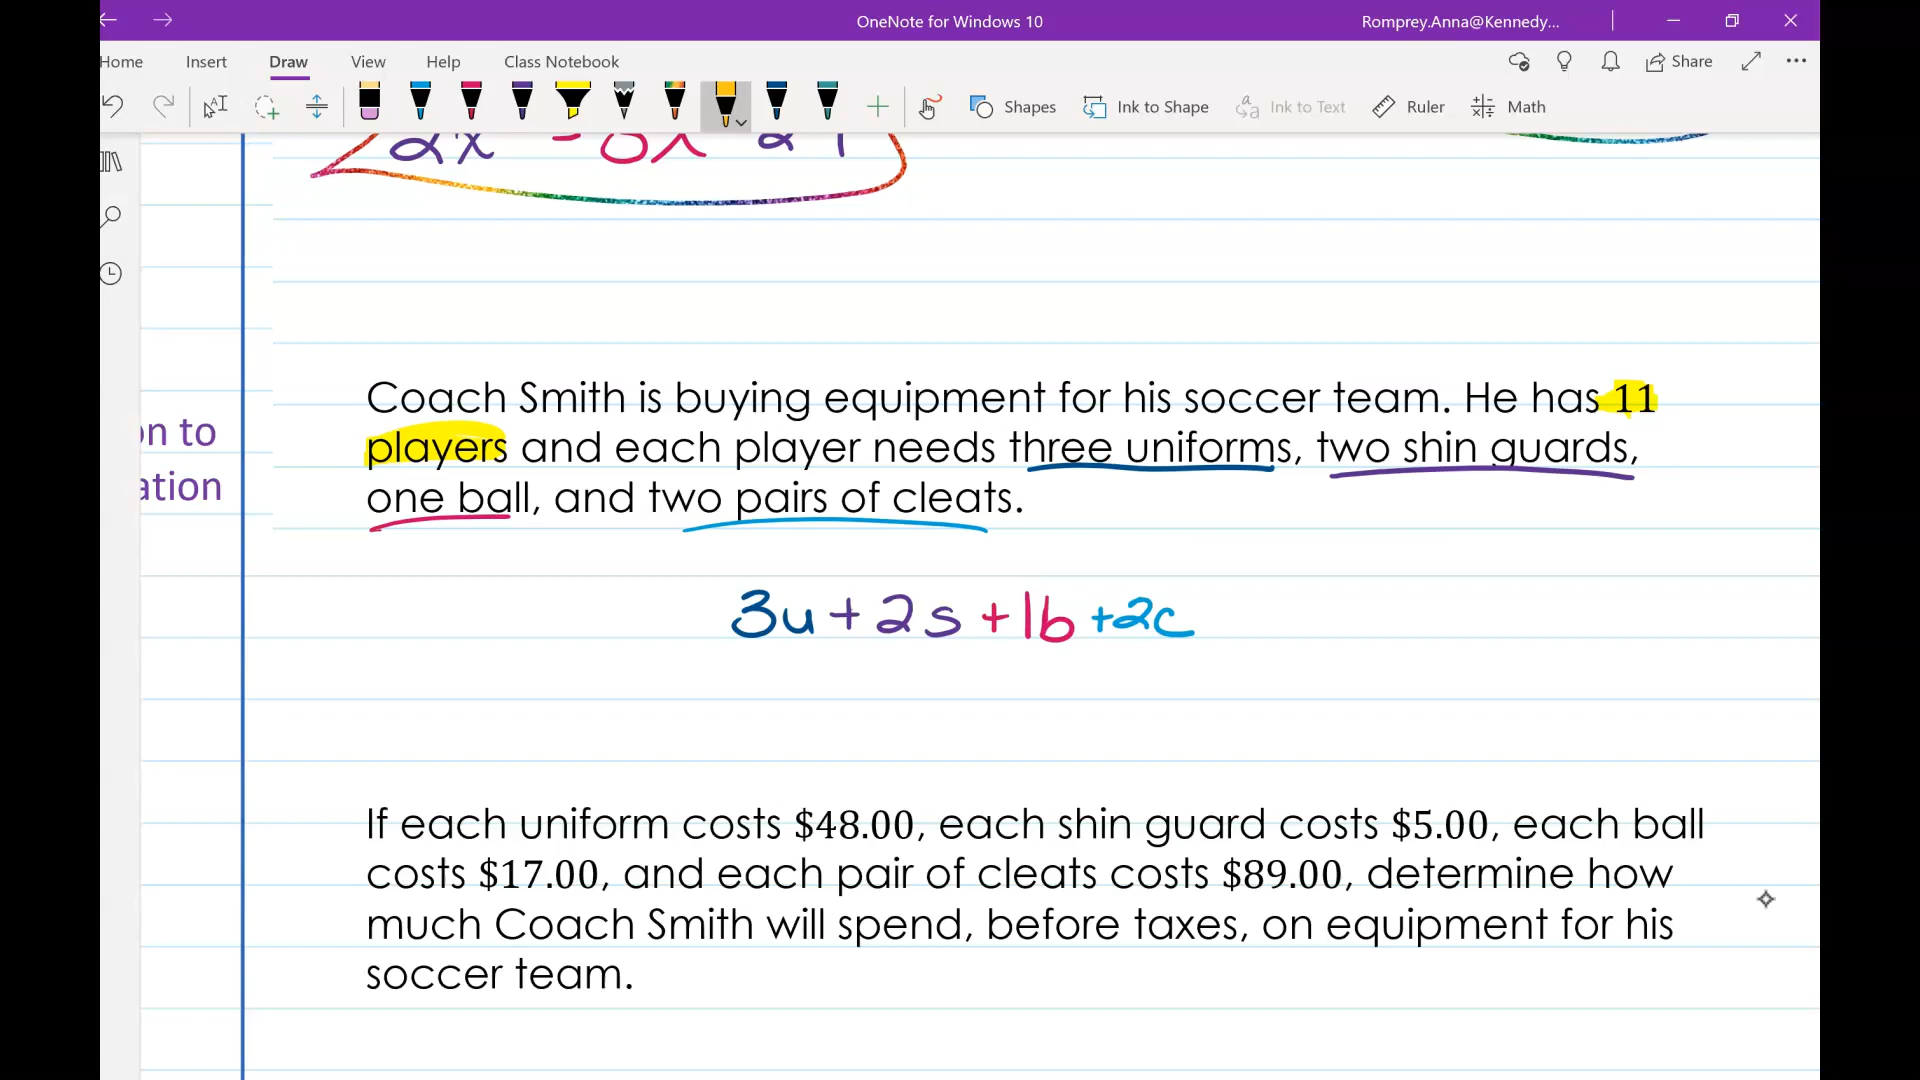 OneNote for Windows 10
Romprey.Anna@Kennedy...
Home Insert Draw View Help Class Notebook
Share
Shapes Ink to Shape Ink to Text Ruler Math
Coach Smith is buying equipment for his soccer team. He has 11
players and each player needs three uniforms, two shin guards,
one ball, and two pairs of cleats.
on to
ation
3u + 2s + 1b + 2c
If each uniform costs $48.00, each shin guard costs $5.00, each ball
costs $17.00, and each pair of cleats costs $89.00, determine how
much Coach Smith will spend, before taxes, on equipment for his
soccer team.